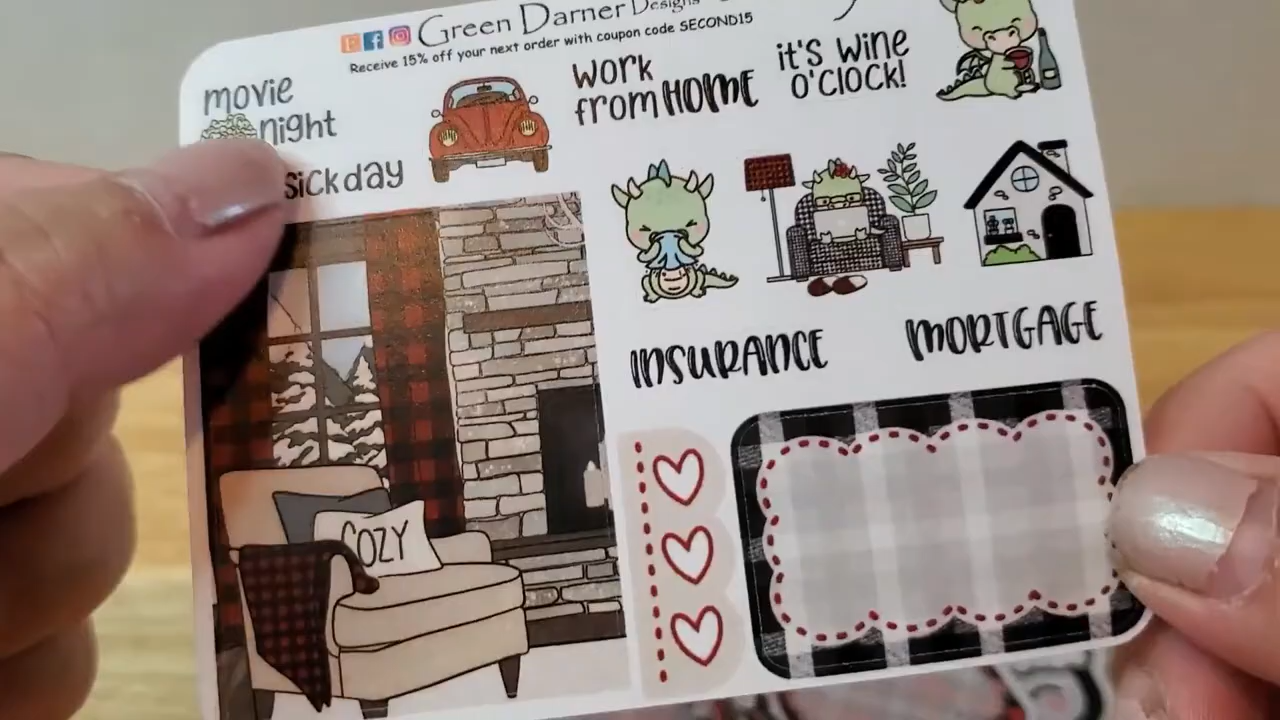 Green Darner Designs
Receive 15% off your next order with coupon code SECOND15
movie
night
sick day
work
from HOME
it's wine
o'clock!
INSURANCE
MORTGAGE
COZY